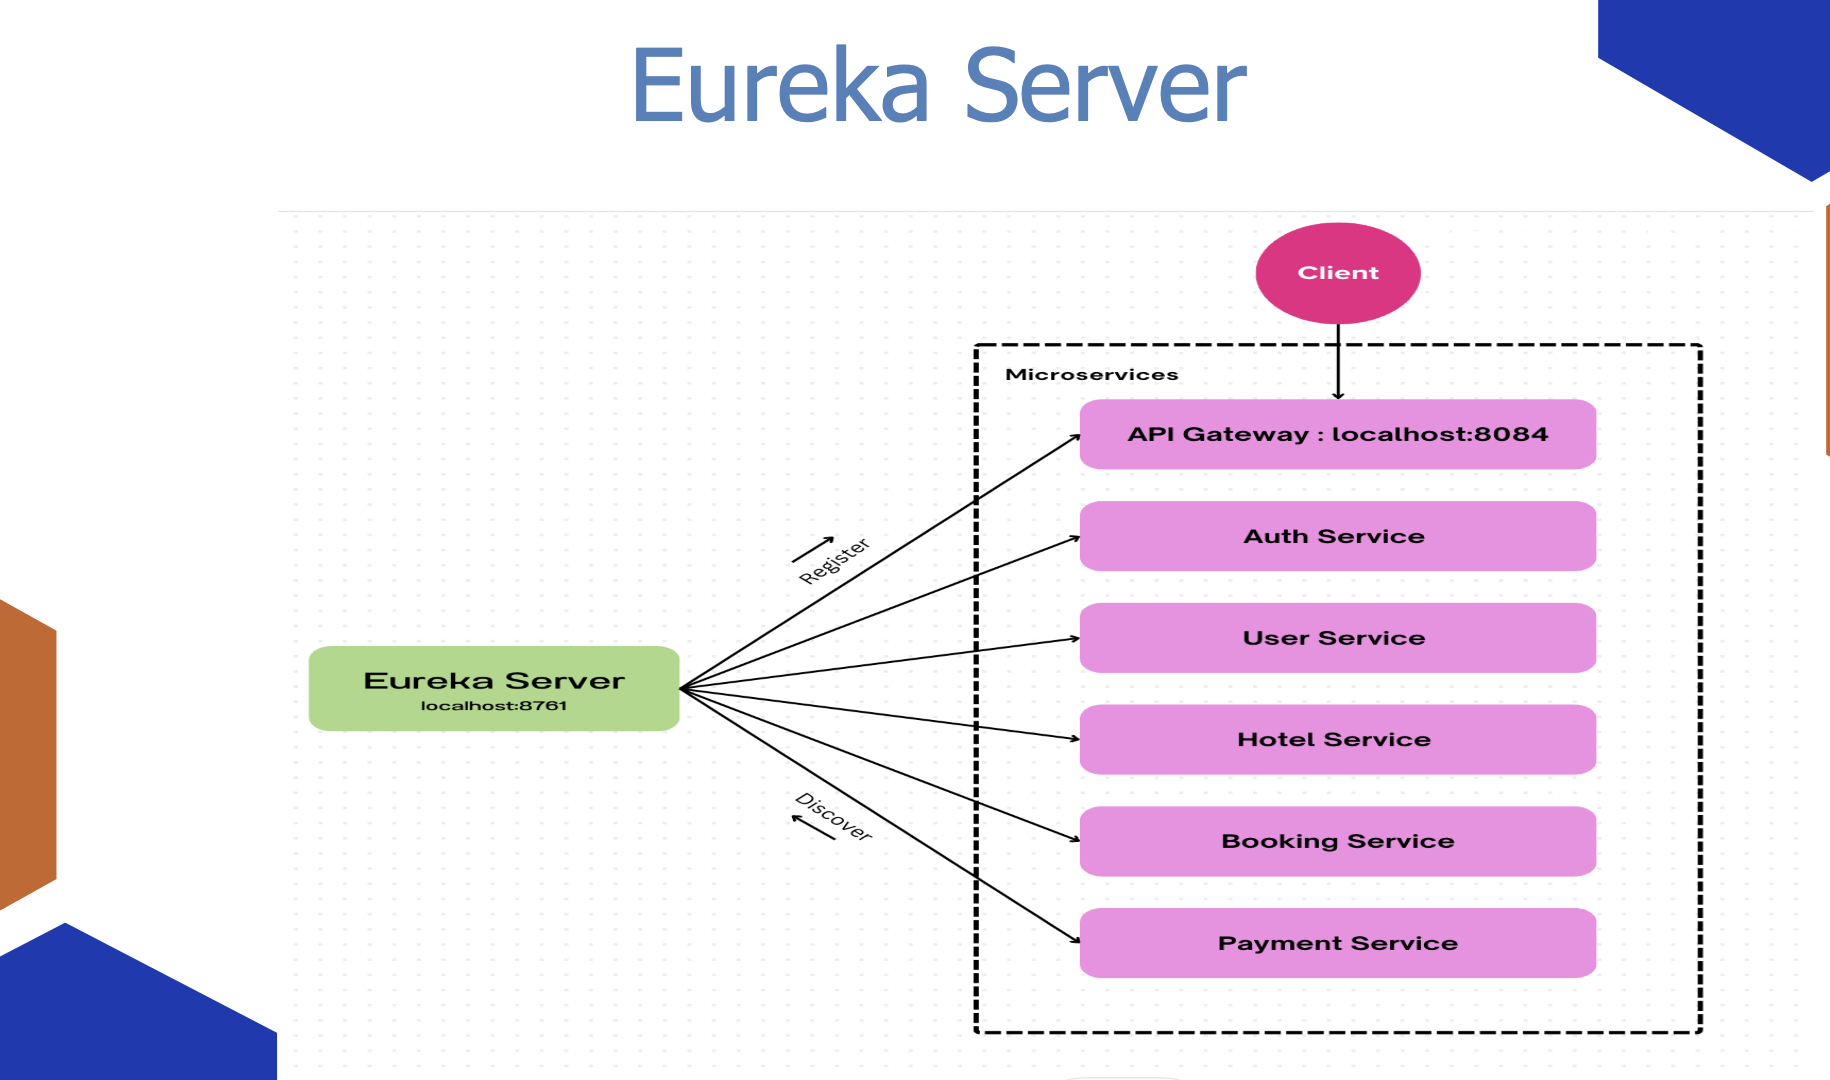 Eureka Server
Client
Microservices
API Gateway : localhost:8084
Auth Service
Register
User Service
Eureka Server
localhost:8761
Hotel Service
Discover
Booking Service
Payment Service